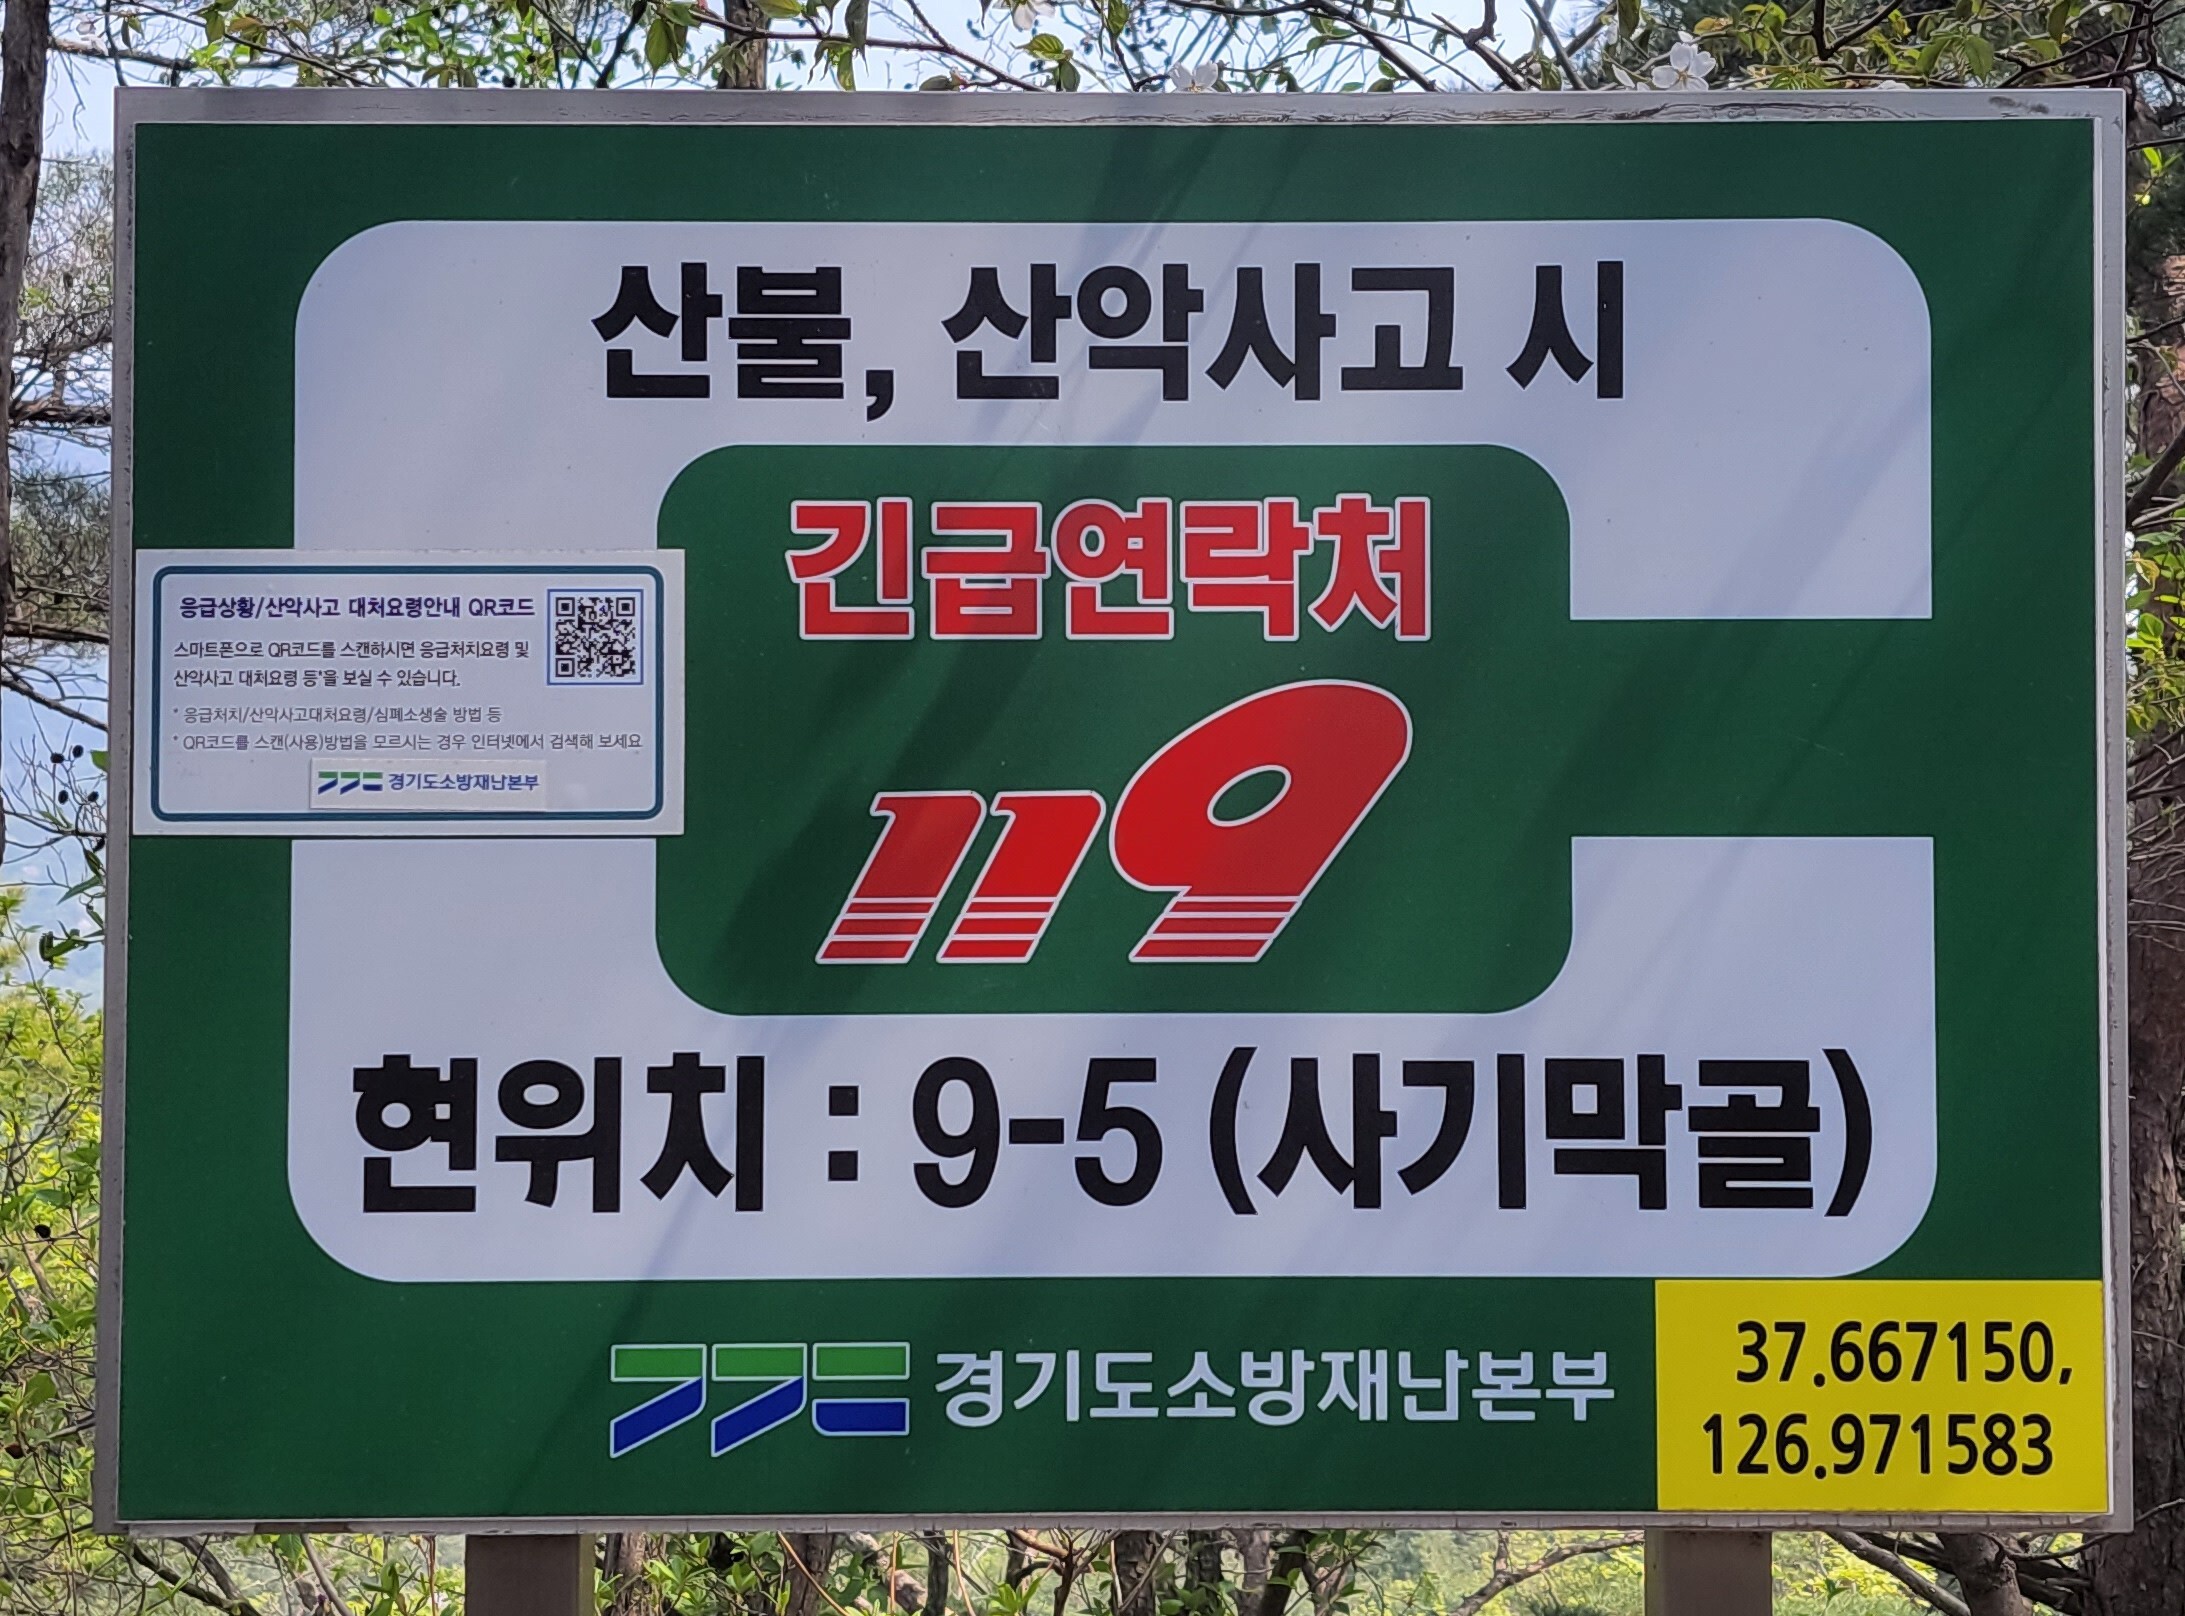 산불, 산악사고 시
긴급연락처
119
응급상황/산악사고 대처요령안내 QR코드
스마트폰으로 QR코드를 스캔하시면 응급처치요령 및
산악사고 대처요령 등"을 보실 수 있습니다.
* 응급처치/산악사고대처요령/심폐소생술 방법 등
* QR코드를 스캔(사용)방법을 모르시는 경우 인터넷에서 검색해 보세요
경기도소방재난본부
현위치 : 9-5 (사기막골)
경기도소방재난본부
37.667150,
126.971583